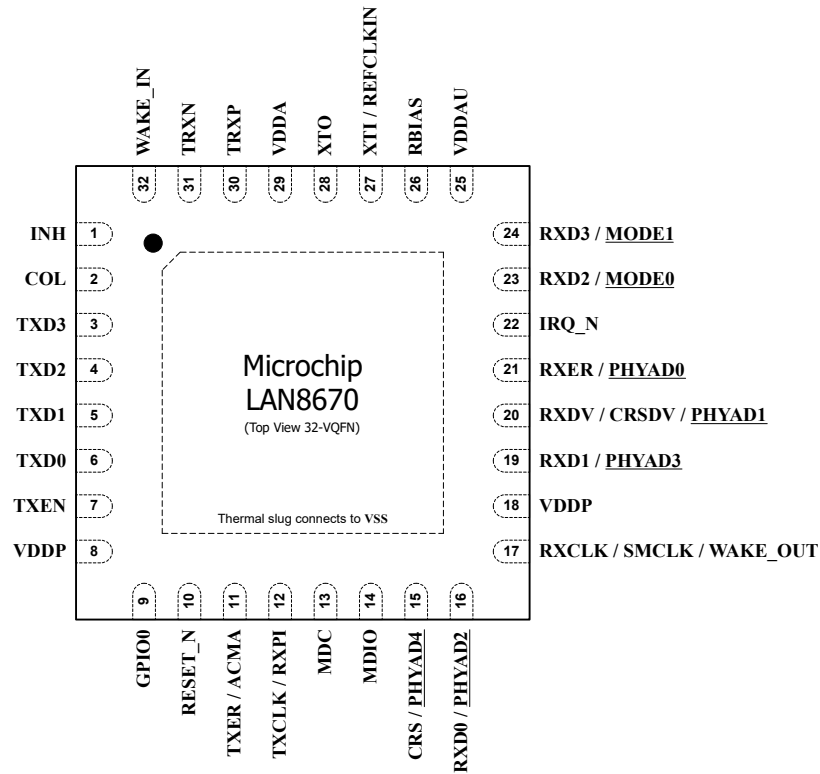 WAKE_IN
TRXN
TRXP
VDDA
XTO
XTI / REFCLKIN
RBIAS
VDDAU
32
31
30
29
28
27
26
25
INH 1
COL 2
TXD3 3
TXD2 4
TXD1 5
TXD0 6
TXEN 7
VDDP 8
Microchip
LAN8670
(Top View 32-VQFN)
Thermal slug connects to VSS
24 RXD3 / MODE1
23 RXD2 / MODE0
22 IRQ_N
21 RXER / PHYAD0
20 RXDV / CRSDV / PHYAD1
19 RXD1 / PHYAD3
18 VDDP
17 RXCLK / SMCLK / WAKE_OUT
9
10
11
12
13
14
15
16
GPIO0
RESET_N
TXER / ACMA
TXCLK / RXPI
MDC
MDIO
CRS / PHYAD4
RXD0 / PHYAD2